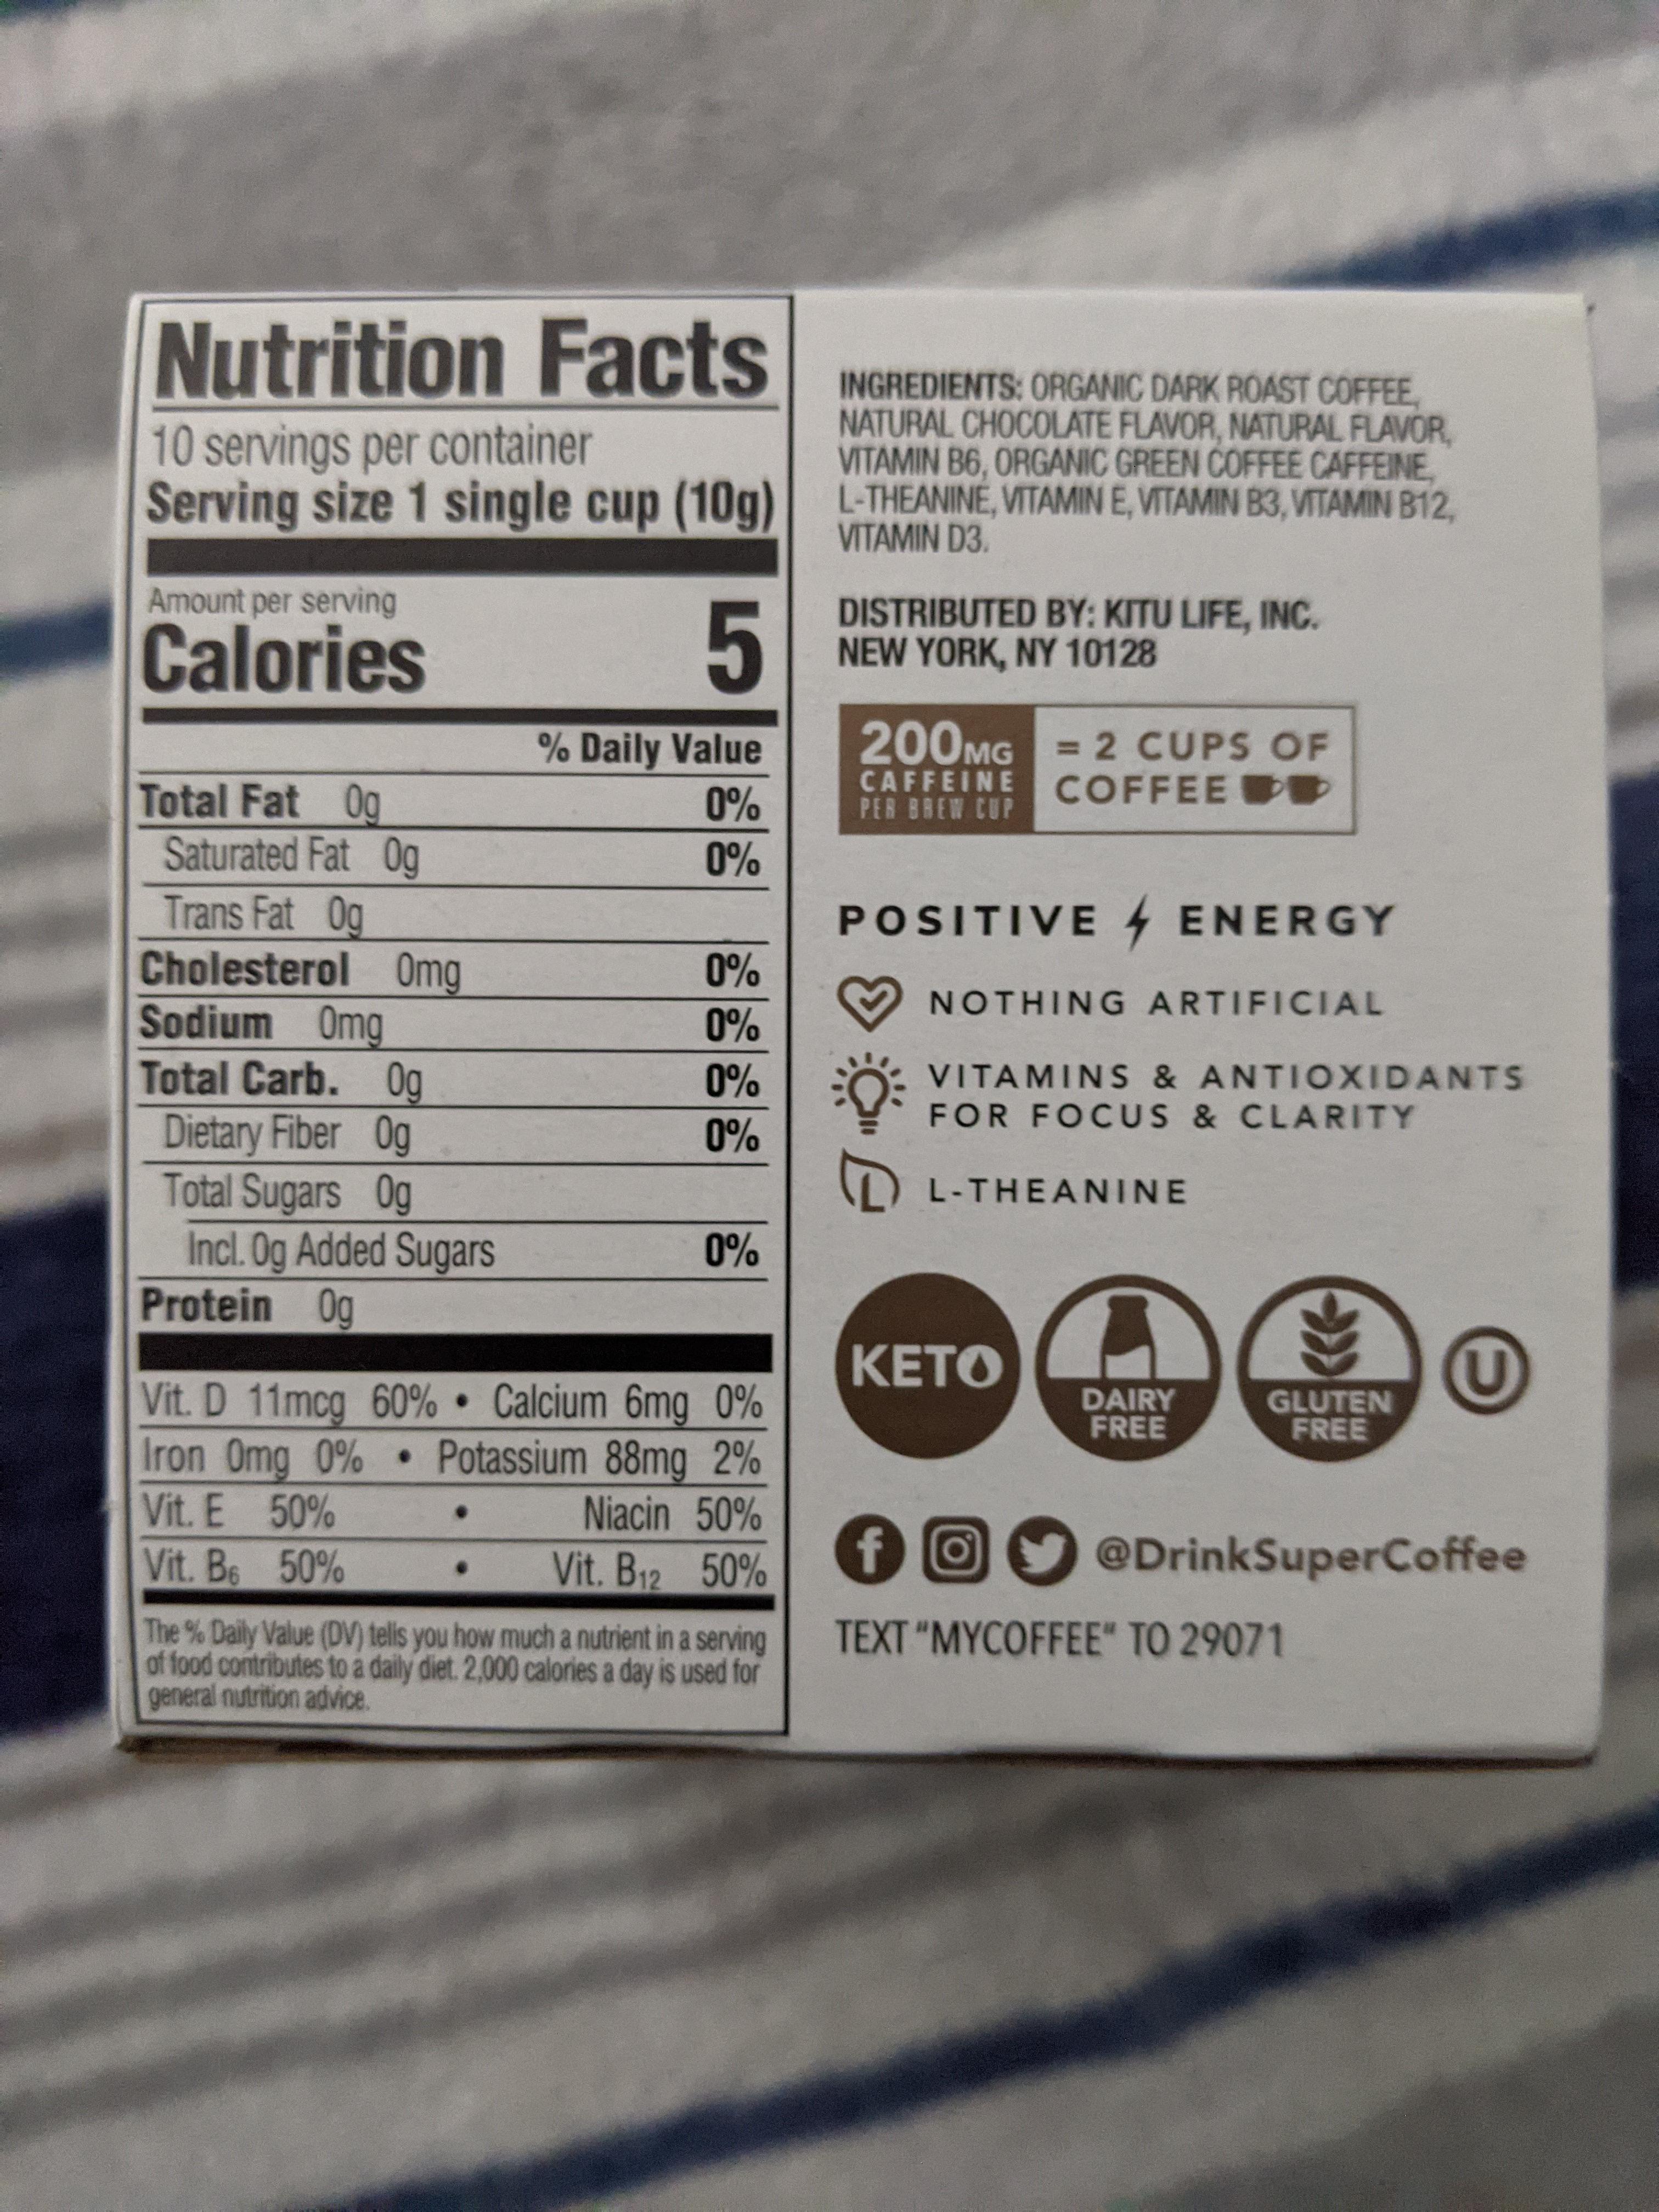 Nutrition Facts
10 servings per container
Serving size 1 single cup (10g)
Amount per serving
Calories 5
% Daily Value
Total Fat 0g 0%
Saturated Fat 0g 0%
Trans Fat 0g
Cholesterol 0mg 0%
Sodium 0mg 0%
Total Carb. 0g 0%
Dietary Fiber 0g 0%
Total Sugars 0g
Incl. 0g Added Sugars 0%
Protein 0g
Vit. D 11mcg 60% • Calcium 6mg 0%
Iron 0mg 0% • Potassium 88mg 2%
Vit. E 50% • Niacin 50%
Vit. B6 50% • Vit. B12 50%
The % Daily Value (DV) tells you how much a nutrient in a serving
of food contributes to a daily diet. 2,000 calories a day is used for
general nutrition advice.
INGREDIENTS: ORGANIC DARK ROAST COFFEE,
NATURAL CHOCOLATE FLAVOR, NATURAL FLAVOR,
VITAMIN B6, ORGANIC GREEN COFFEE CAFFEINE,
L-THEANINE, VITAMIN E, VITAMIN B3, VITAMIN B12,
VITAMIN D3.
DISTRIBUTED BY: KITU LIFE, INC.
NEW YORK, NY 10128
200MG
CAFFEINE
PER BREW CUP
= 2 CUPS OF
COFFEE
POSITIVE ENERGY
NOTHING ARTIFICIAL
VITAMINS & ANTIOXIDANTS
FOR FOCUS & CLARITY
L L-THEANINE
KETO
DAIRY
FREE
GLUTEN
FREE
U
f @DrinkSuperCoffee
TEXT "MYCOFFEE" TO 29071